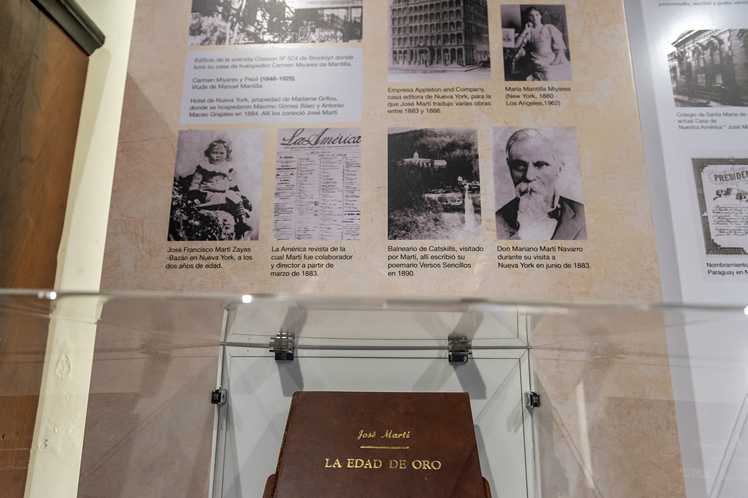 Edificio de la avenida Classon Nº 524 de Brooklyn donde
tuvo su casa de huéspedes Carmen Miyares de Mantilla.
Carmen Miyares y Peoli (1848-1925).
Viuda de Manuel Mantilla.
Hotel de Nueva York, propiedad de Madame Griffou,
donde se hospedaron Máximo Gómez Báez y Antonio
Maceo Grajales en 1884. Allí los conoció José Martí.
Empresa Appleton and Company,
casa editora de Nueva York, para la
que José Martí tradujo varias obras
entre 1883 y 1886.
María Mantilla Miyares
(New York, 1880 -
Los Angeles,1962)
José Francisco Martí Zayas
-Bazán en Nueva York, a los
dos años de edad.
La América
La América revista de la
cual Martí fue colaborador
y director a partir de
marzo de 1883.
Balneario de Catskills, visitado
por Martí, allí escribió su
poemario Versos Sencillos
en 1890.
Don Mariano Martí Navarro
durante su visita a
Nueva York en junio de 1883.
Colegio de Santa María de
actual Casa de
Nuestra América." José M
PRESIDEN
Nombramiento
Paraguay en N
José Martí
LA EDAD DE ORO